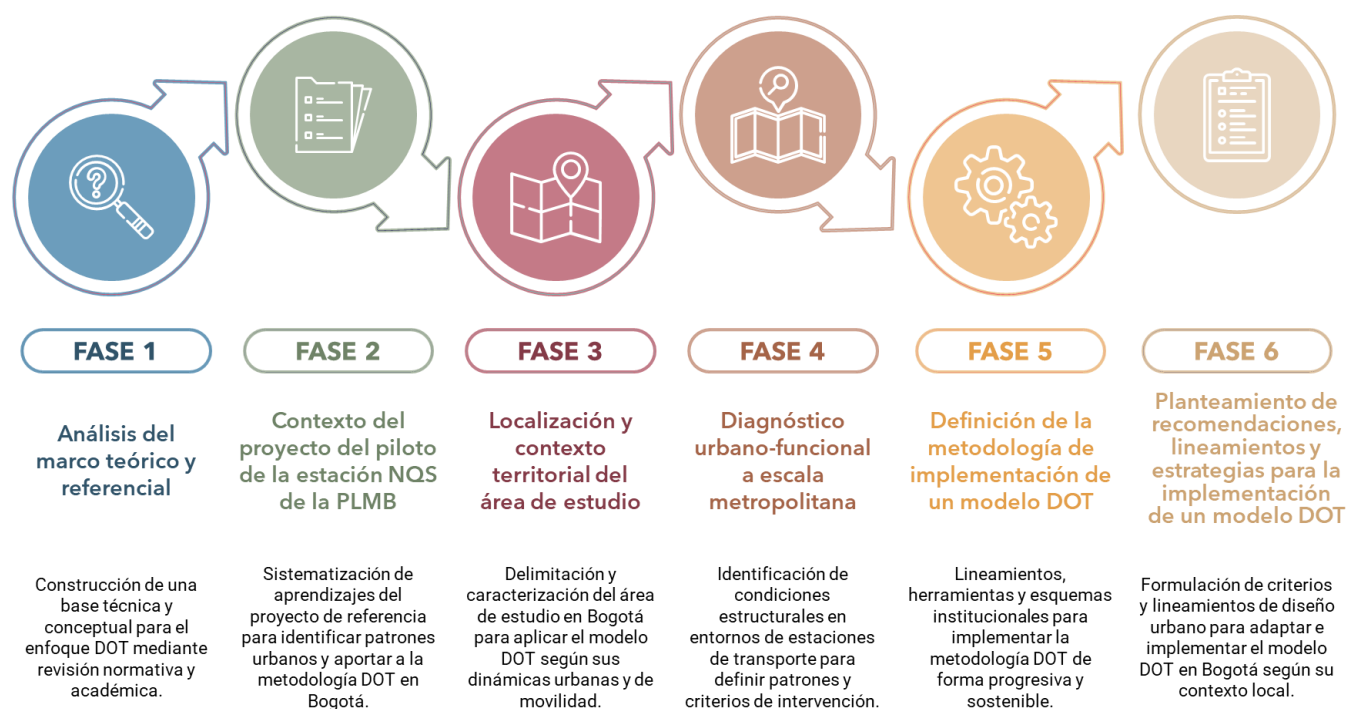 ?
FASE 1
Análisis del
marco teórico y
referencial
Construcción de una
base técnica y
conceptual para el
enfoque DOT mediante
revisión normativa y
académica.
FASE 2
Contexto del
proyecto del piloto
de la estación NQS
de la PLMB
Sistematización de
aprendizajes del
proyecto de referencia
para identificar patrones
urbanos y aportar a la
metodología DOT en
Bogotá.
FASE 3
Localización y
contexto
territorial del
área de estudio
Delimitación y
caracterización del área
de estudio en Bogotá
para aplicar el modelo
DOT según sus
dinámicas urbanas y de
movilidad.
FASE 4
Diagnóstico
urbano-funcional
a escala
metropolitana
Identificación de
condiciones
estructurales en
entornos de estaciones
de transporte para
definir patrones y
criterios de intervención.
FASE 5
Definición de la
metodología de
implementación de
un modelo DOT
Lineamientos,
herramientas y esquemas
institucionales para
implementar la
metodología DOT de
forma progresiva y
sostenible.
FASE 6
Planteamiento de
recomendaciones,
lineamientos y
estrategias para la
implementación
de un modelo DOT
Formulación de criterios
y lineamientos de diseño
urbano para adaptar e
implementar el modelo
DOT en Bogotá según su
contexto local.